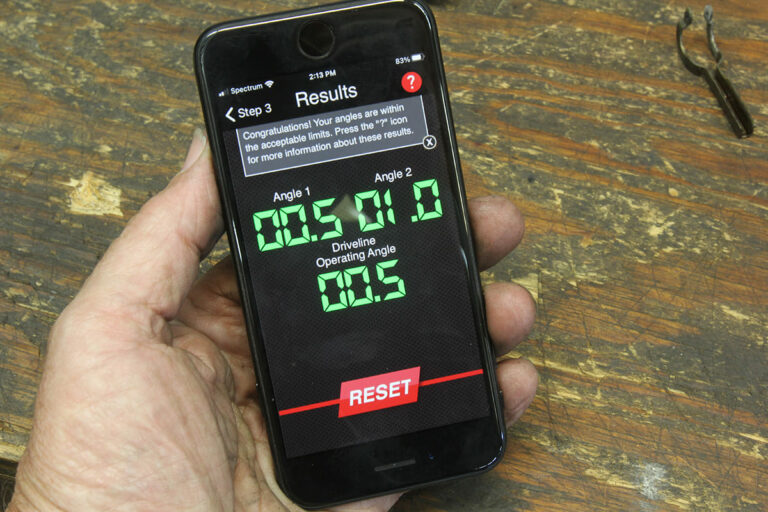 Spectrum 2:13 PM 83%
Step 3 Results ?
Congratulations! Your angles are within
the acceptable limits. Press the "?" icon
for more information about these results.
X
Angle 1 Angle 2
00.5 01.0
Driveline
Operating Angle
00.5
RESET